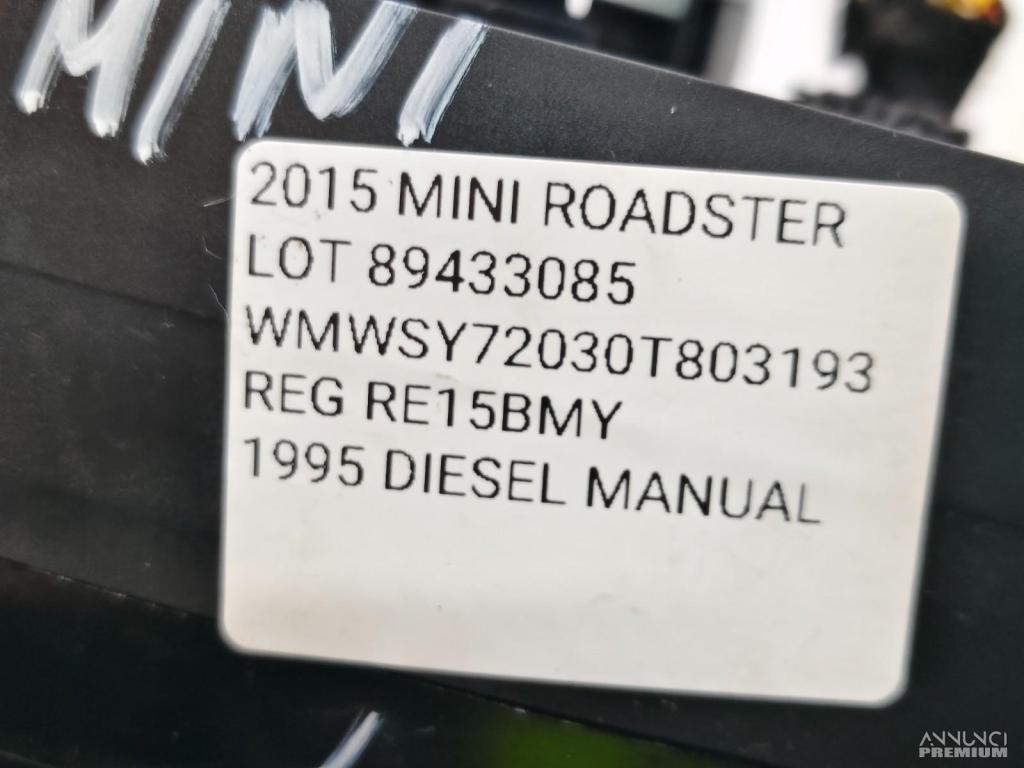 MINI
2015 MINI ROADSTER
LOT 89433085
WMWSY72030T803193
REG RE15BMY
1995 DIESEL MANUAL
ANNUNCI
PREMIUM